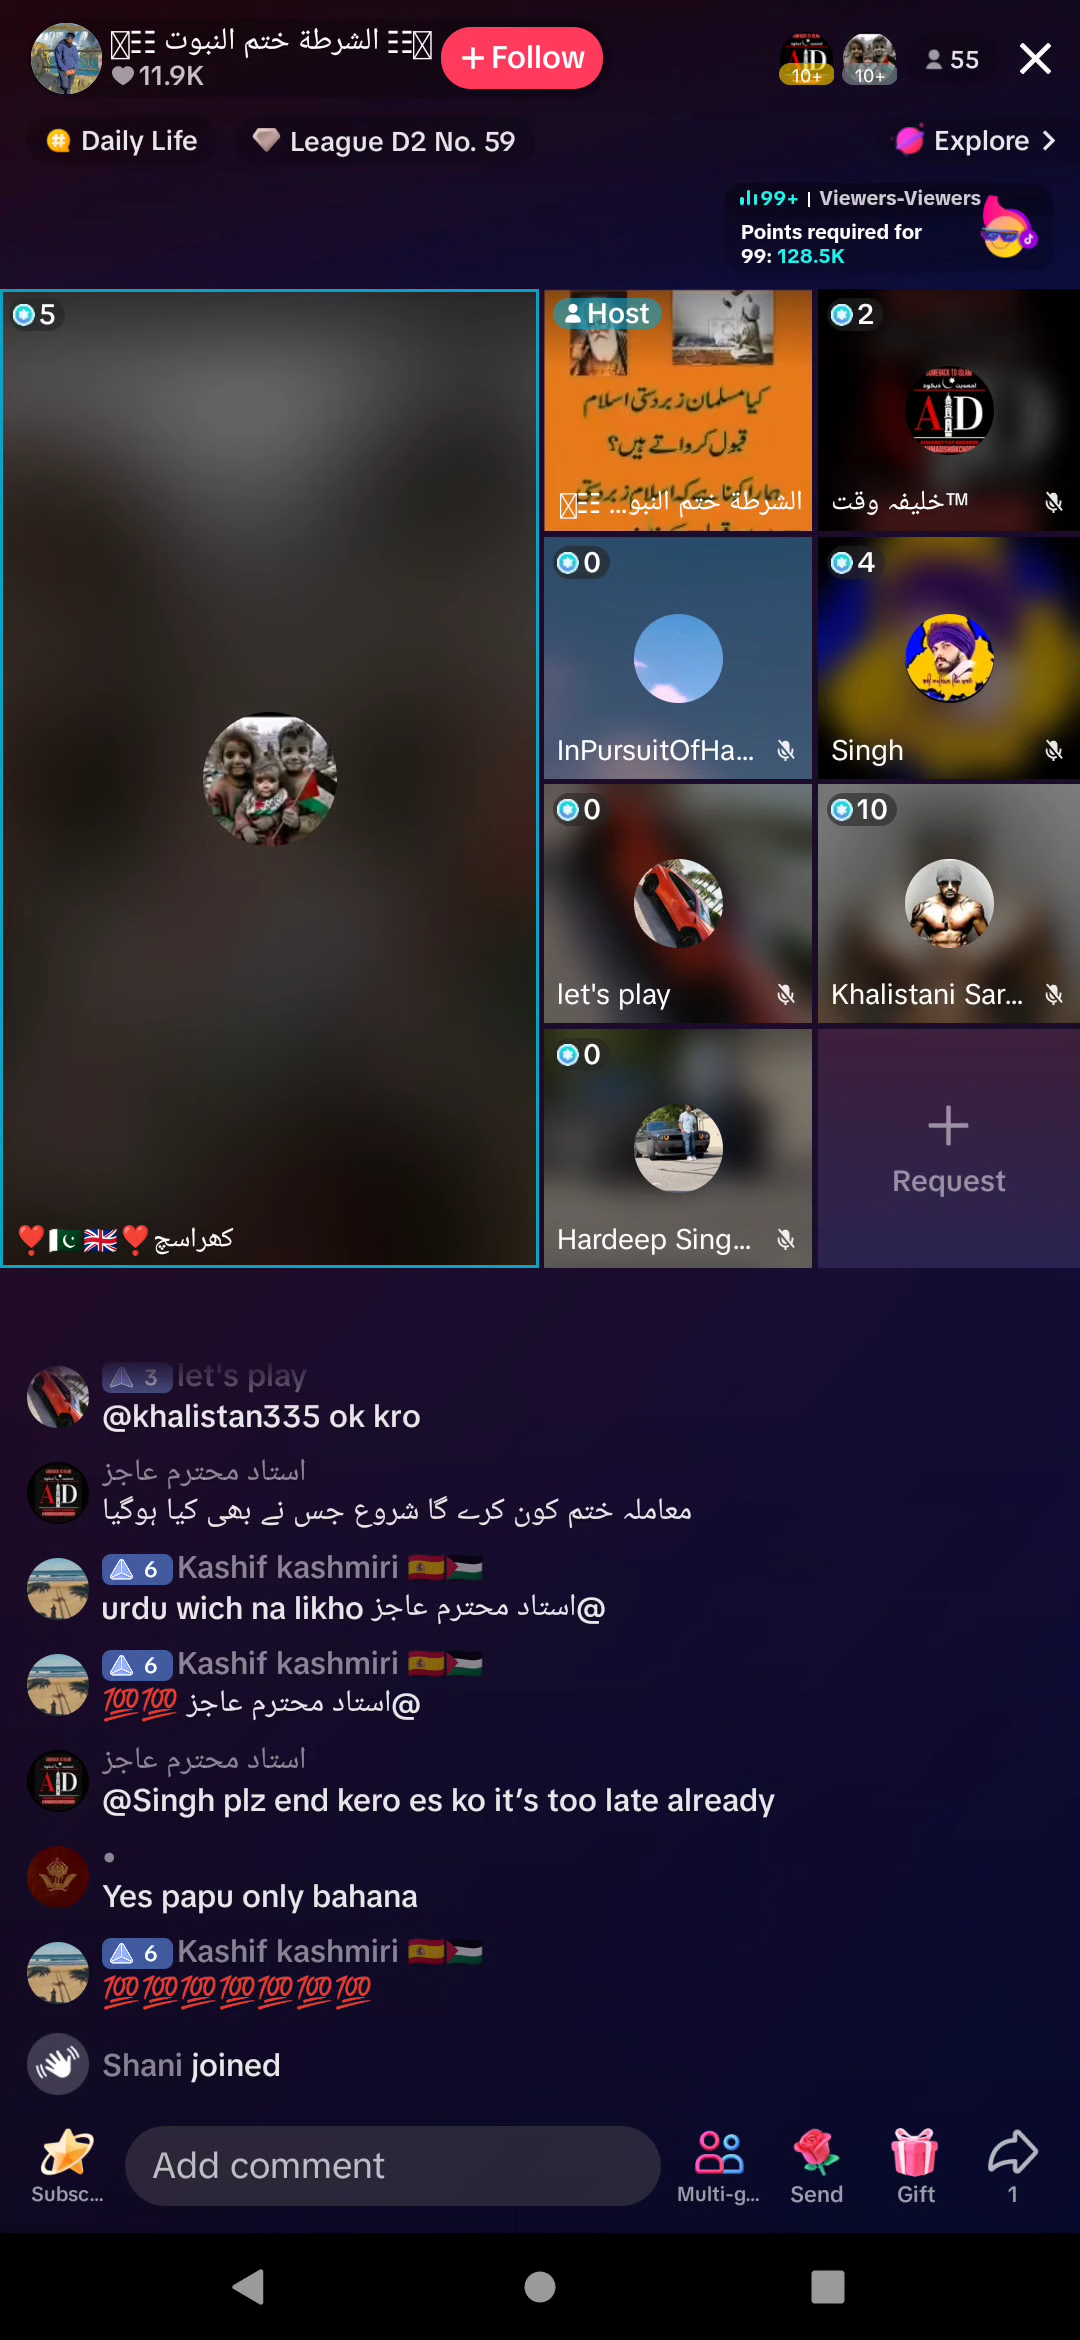 الشرطة ختم النبوت
11.9K
+ Follow
10+
10+
55
Daily Life
League D2 No. 59
Explore
99+ | Viewers-Viewers
Points required for
99: 128.5K
5
Host
کیا مسلمان زبردستی اسلام
قبول کرواتے ہیں؟
الشرطة ختم النبو...
2
COMEBACK TO ISLAM
AD
خلیفہ وقت™
0
InPursuitOfHa...
4
Singh
0
let's play
10
Khalistani Sar...
0
Hardeep Sing...
Request
❤️🇵🇰🇬🇧❤️کھراسچ
3 let's play
@khalistan335 ok kro
استاد محترم عاجز
معاملہ ختم کون کرے گا شروع جس نے بھی کیا ہوگیا
6 Kashif kashmiri 🇪🇸🇵🇸
urdu wich na likho استاد محترم عاجز@
6 Kashif kashmiri 🇪🇸🇵🇸
💯💯 استاد محترم عاجز@
استاد محترم عاجز
@Singh plz end kero es ko it’s too late already
•
Yes papu only bahana
6 Kashif kashmiri 🇪🇸🇵🇸
💯💯💯💯💯💯💯
Shani joined
Subsc...
Add comment
Multi-g...
Send
Gift
1